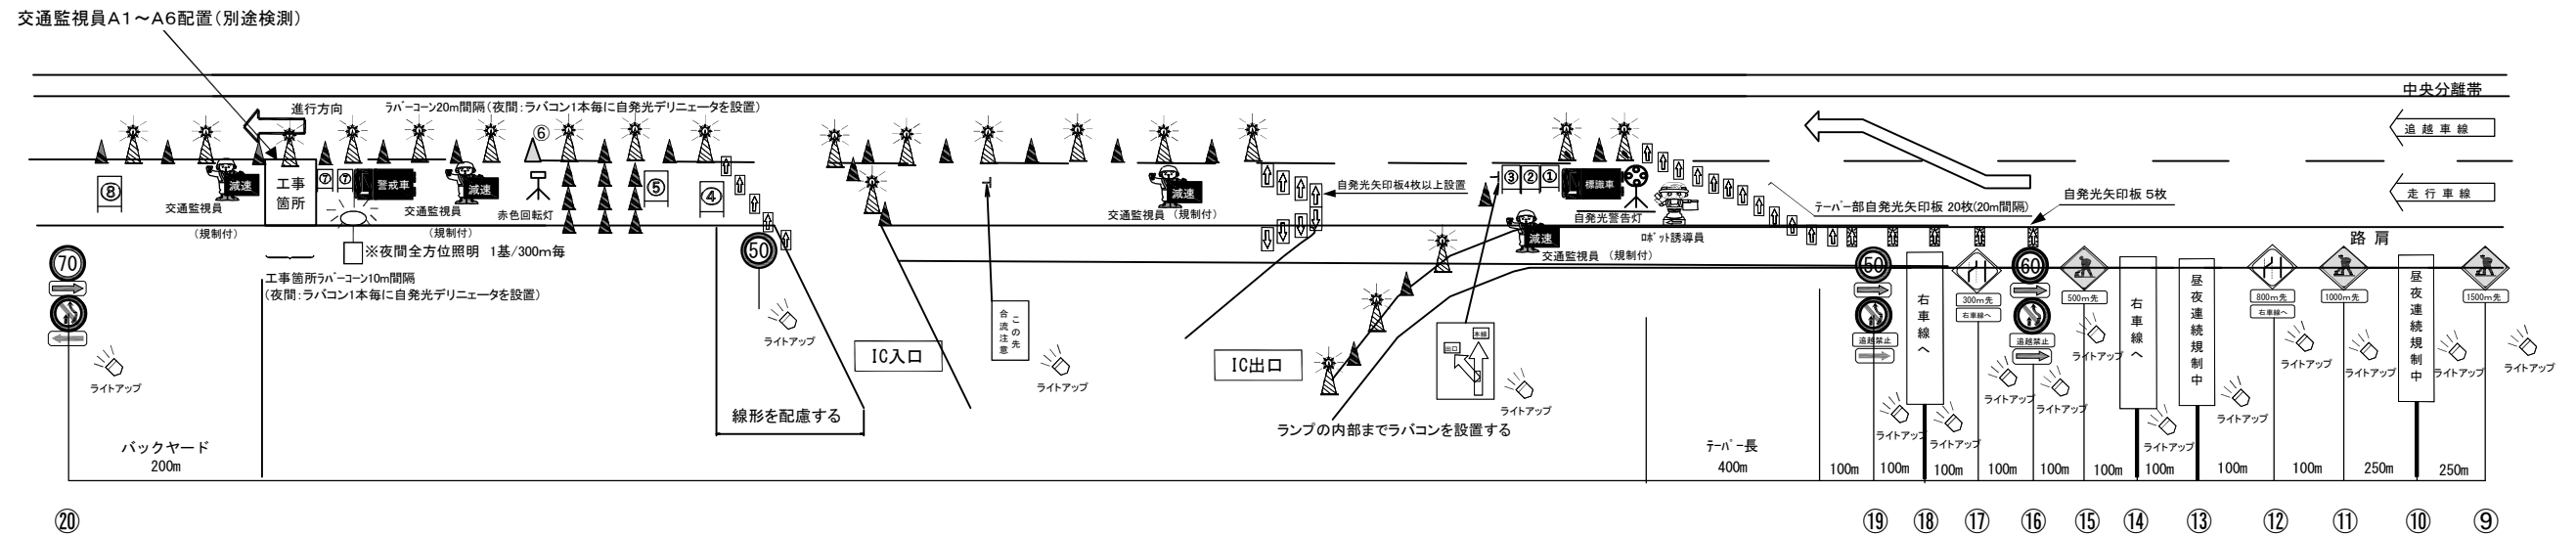 交通監視員A1～A6配置(別途検測)
中央分離帯
進行方向
ラバーコーン20m間隔(夜間:ラバコン1本毎に自発光デリニェータを設置)
追越車線
走行車線
路肩
⑥
⑧
減速
交通監視員
(規制付)
工事
箇所
⑦
⑦
警戒車
減速
交通監視員
(規制付)
赤色回転灯
⑤
④
減速
交通監視員(規制付)
自発光矢印板4枚以上設置
③
②
①
標識車
自発光警告灯
ロボット誘導員
減速
交通監視員(規制付)
テーパー部自発光矢印板 20枚(20m間隔)
自発光矢印板 5枚
※夜間全方位照明 1基/300m毎
工事箇所ラバーコーン10m間隔
(夜間:ラバコン1本毎に自発光デリニェータを設置)
70
ライトアップ
50
ライトアップ
IC入口
この先
合流注意
ライトアップ
IC出口
本線
出口
ライトアップ
線形を配慮する
ランプの内部までラバコンを設置する
50
追越禁止
ライトアップ
右車線へ
ライトアップ
300m先
右車線へ
ライトアップ
60
追越禁止
ライトアップ
500m先
ライトアップ
右車線へ
ライトアップ
昼夜連続規制中
ライトアップ
800m先
右車線へ
ライトアップ
1000m先
ライトアップ
昼夜連続規制中
ライトアップ
1500m先
ライトアップ
バックヤード
200m
テーパー長
400m
100m
100m
100m
100m
100m
100m
100m
100m
100m
250m
250m
⑳
⑲
⑱
⑰
⑯
⑮
⑭
⑬
⑫
⑪
⑩
⑨